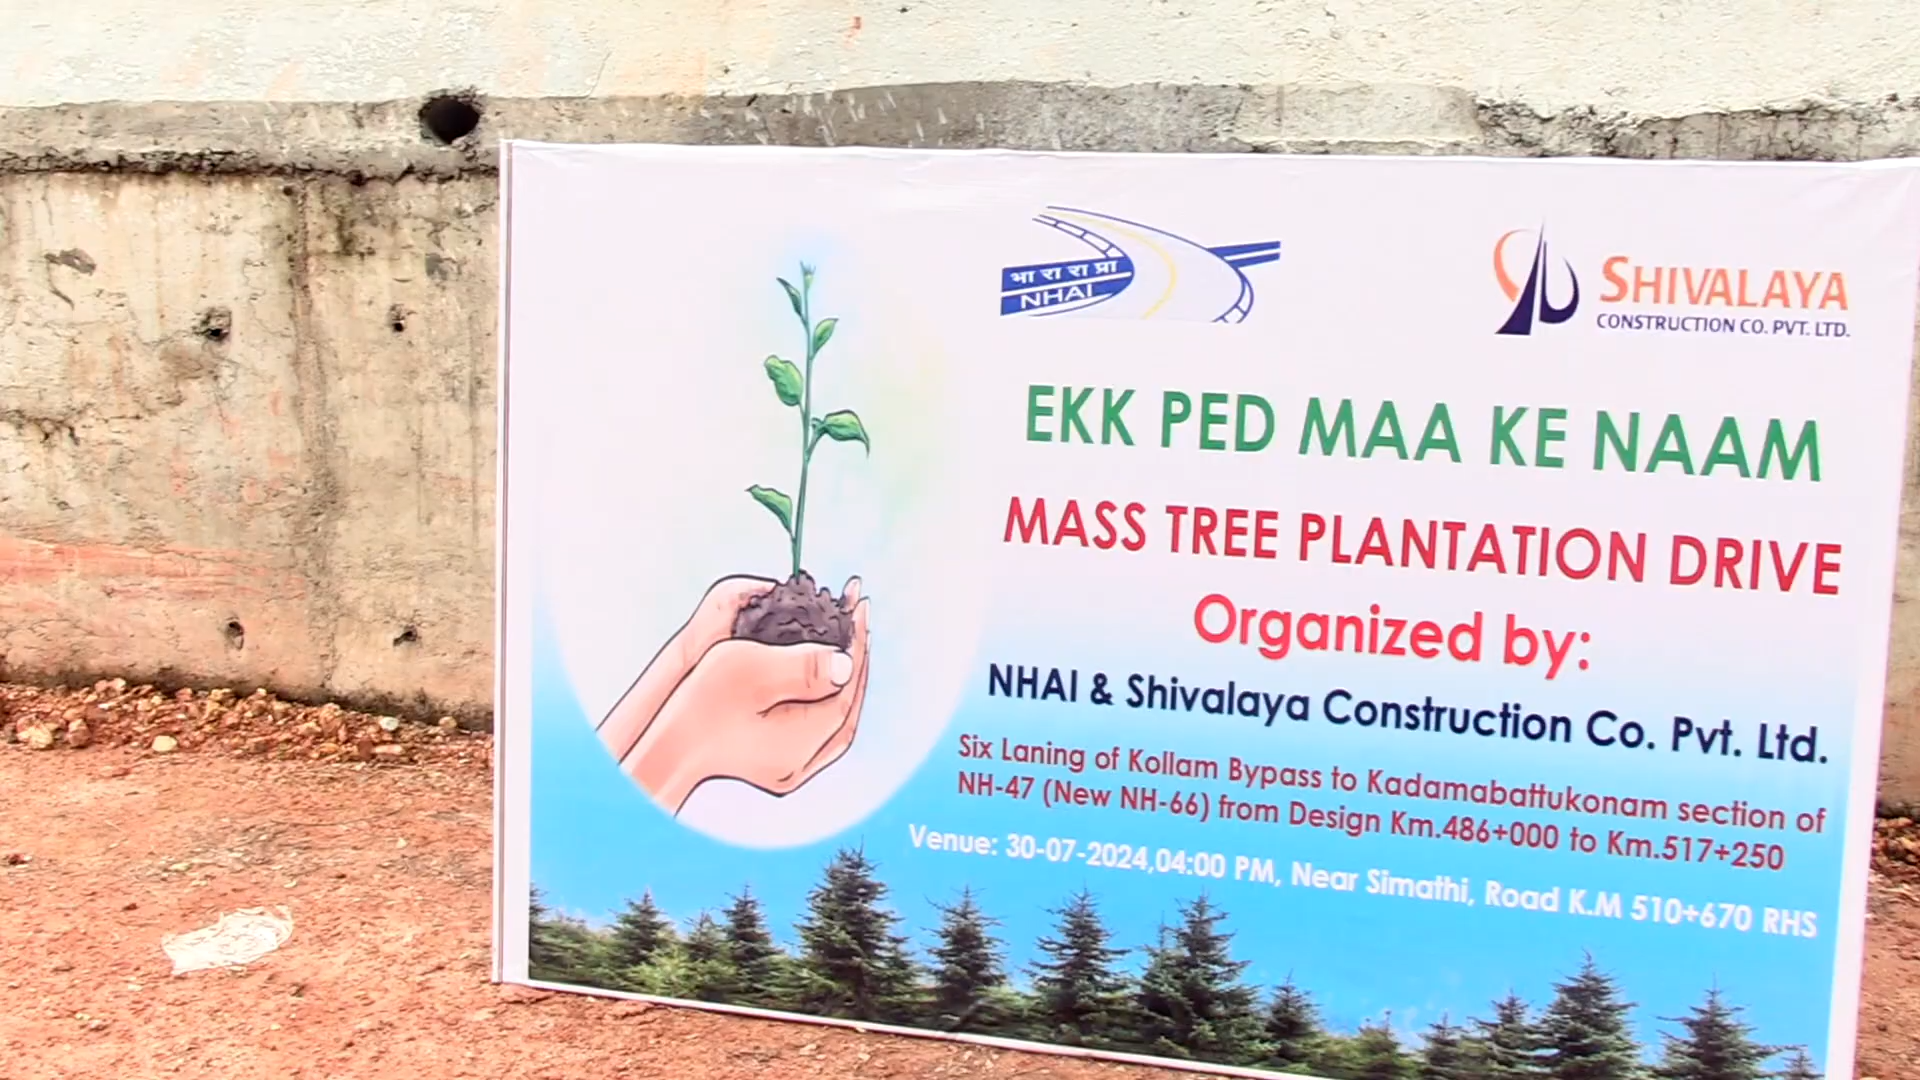 भा रा रा प्रा
NHAI
SHIVALAYA
CONSTRUCTION CO. PVT. LTD.
EKK PED MAA KE NAAM
MASS TREE PLANTATION DRIVE
Organized by:
NHAI & Shivalaya Construction Co. Pvt. Ltd.
Six Laning of Kollam Bypass to Kadamabattukonam section of
NH-47 (New NH-66) from Design Km.486+000 to Km.517+250
Venue: 30-07-2024,04:00 PM, Near Simathi, Road K.M 510+670 RHS